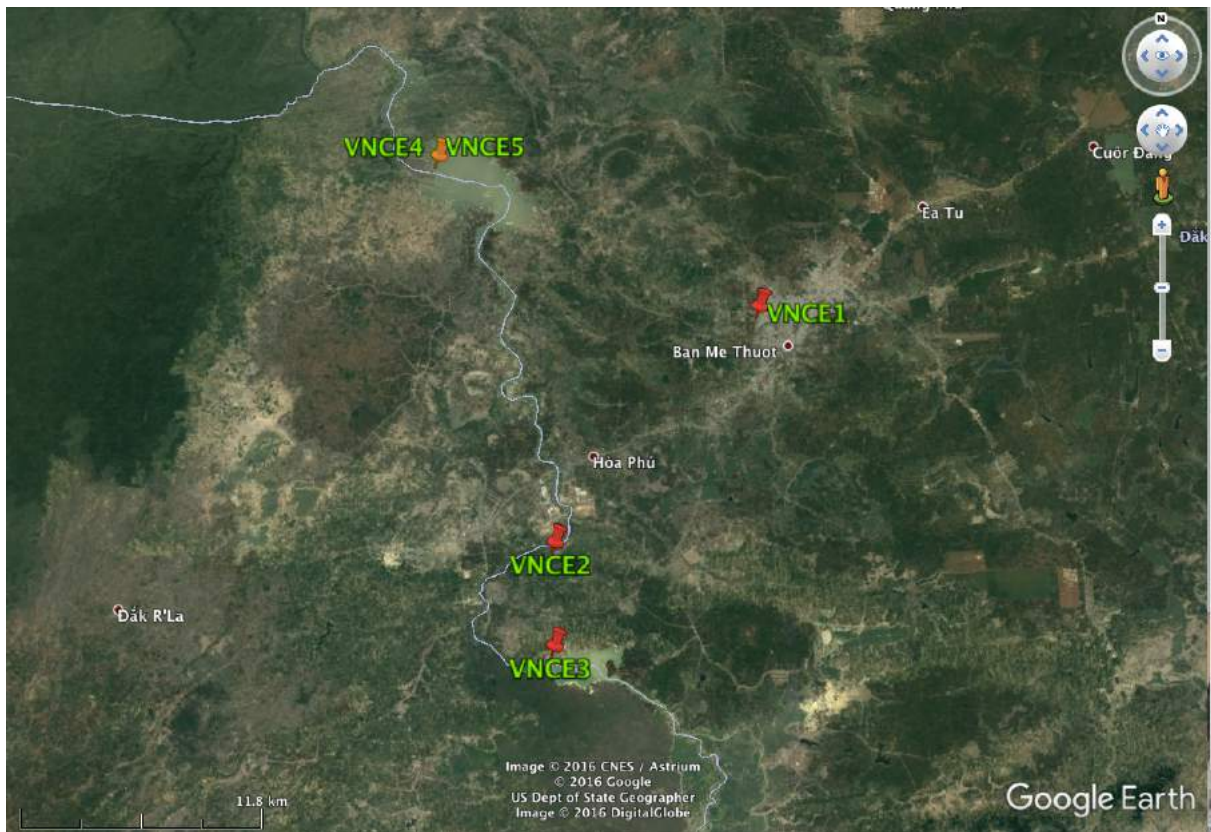 N
VNCE4 VNCE5
Cuôr Đăng
Ea Tu
Đắk
VNCE1
Ban Me Thuot
Hòa Phú
VNCE2
Đắk R'La
VNCE3
Image © 2016 CNES / Astrium
© 2016 Google
US Dept of State Geographer
Image © 2016 DigitalGlobe
11.8 km
Google Earth